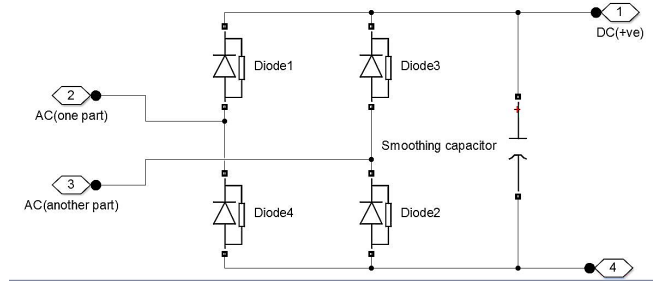 1
DC(+ve)
Diode1
Diode3
2
AC(one part)
Smoothing capacitor
3
AC(another part)
Diode4
Diode2
4